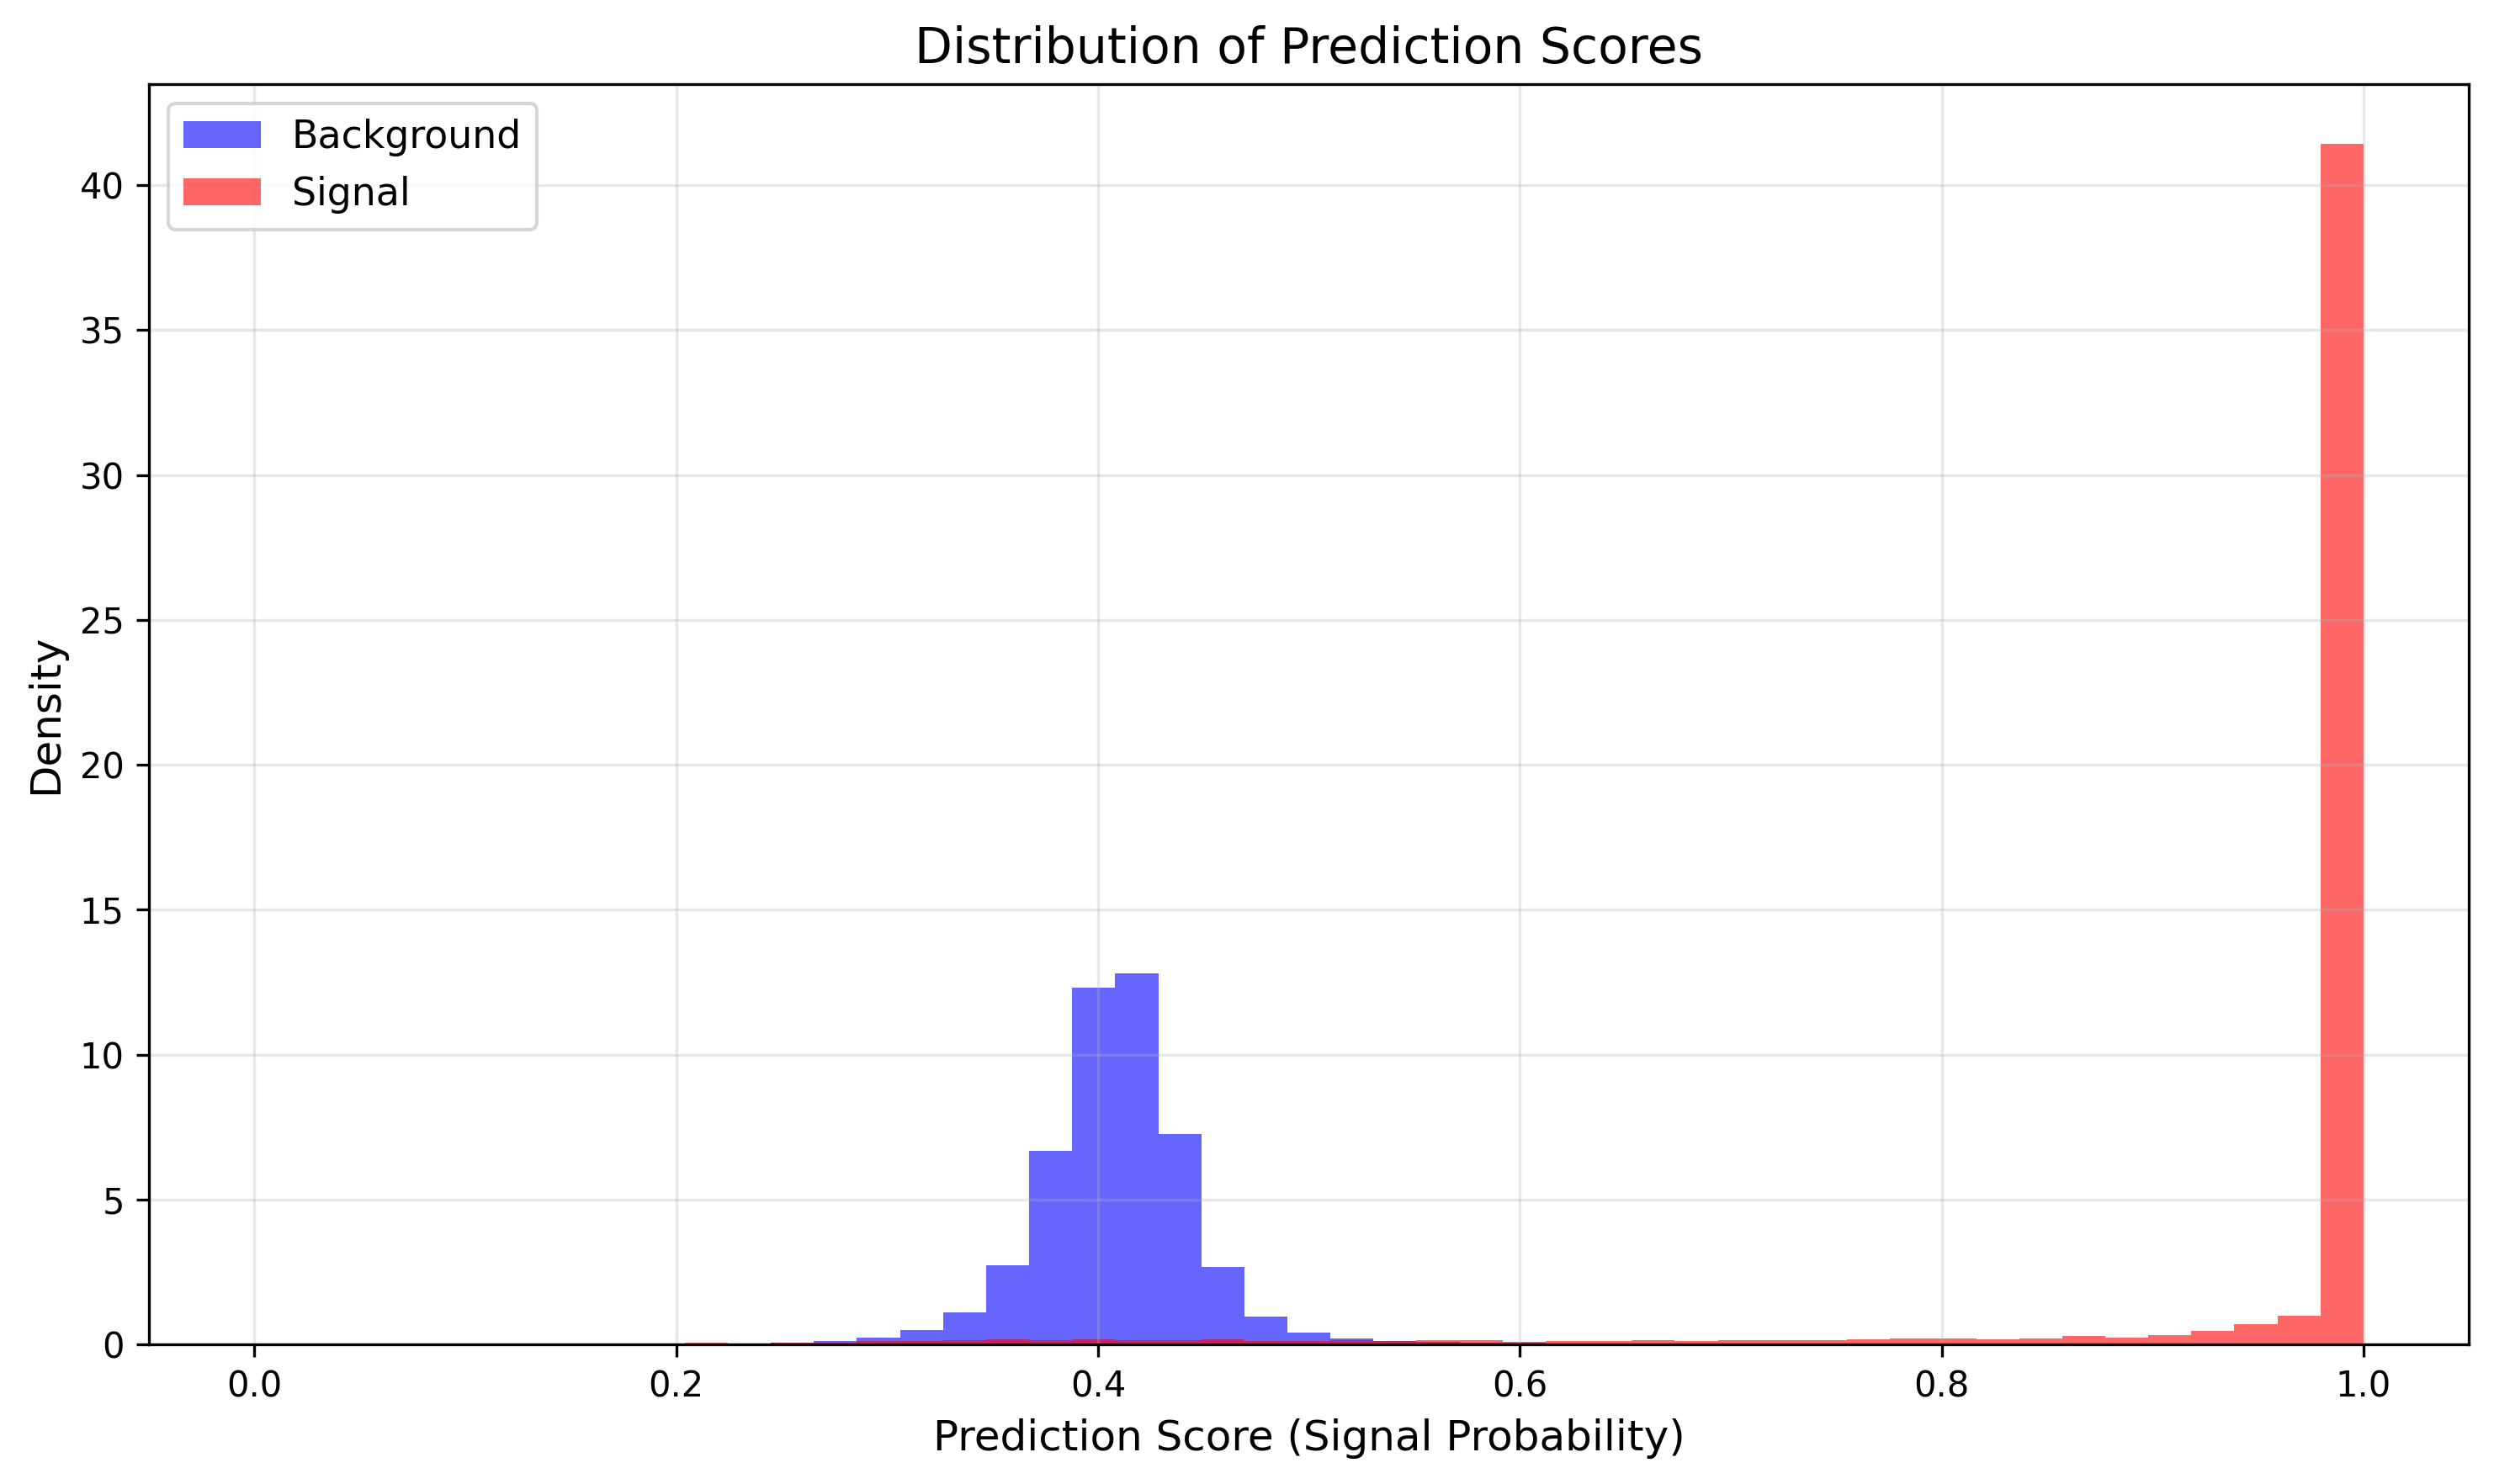 Distribution of Prediction Scores
Background
Signal
Density
40
35
30
25
20
15
10
5
0
0.0 0.2 0.4 0.6 0.8 1.0
Prediction Score (Signal Probability)